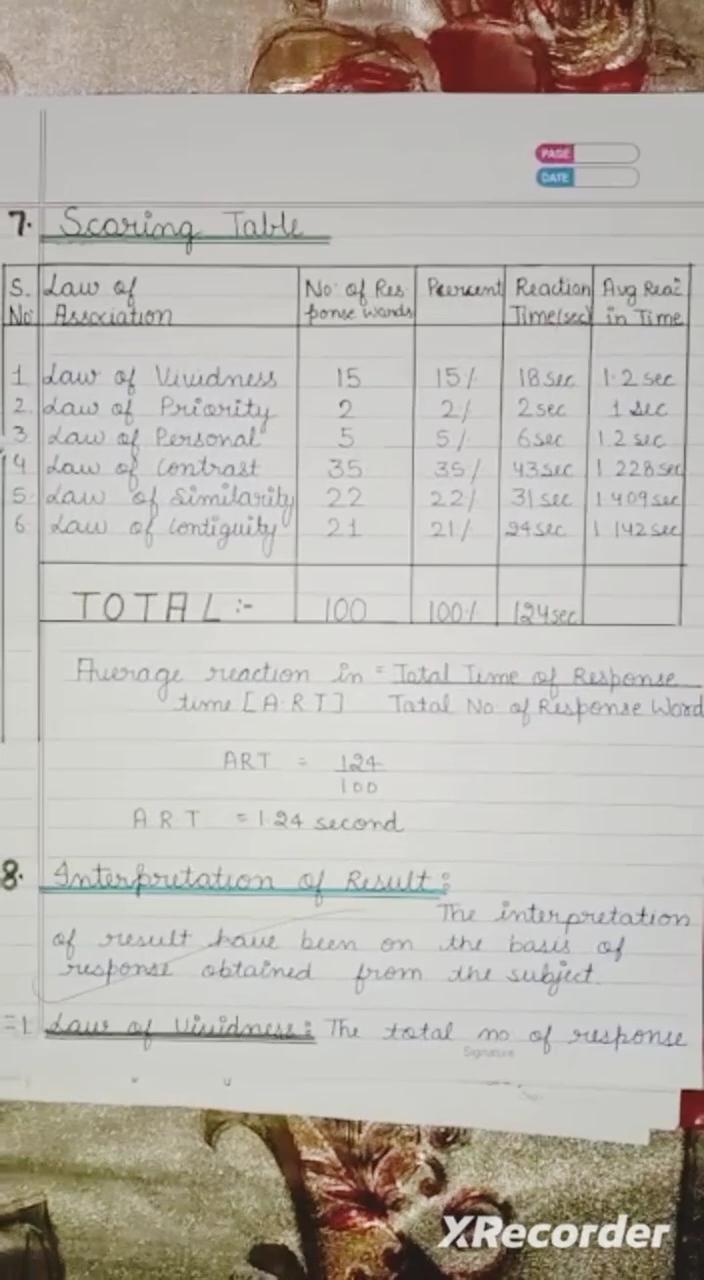 PAGE
DATE
7. Scoring Table
S. No. Law of Association No. of Response words Percent Reaction Time(sec) Avg Reac in Time
1 Law of Vividness 15 15% 18 sec 1.2 sec
2. Law of Priority 2 2% 2 sec 1 sec
3 Law of Personal 5 5% 6 sec 1.2 sec
4 Law of Contrast 35 35% 43 sec 1 228 sec
5. Law of Similarity 22 22% 31 sec 1.409 sec
6 Law of Contiguity 21 21% 24 sec 1 142 sec
TOTAL :- 100 100% 124 sec
Average reaction in = Total Time of Response
time [A.R.T] Total No. of Response Word
ART = 124
100
A R T = 1.24 second
8. Interpretation of Result:
The interpretation
of result have been on the basis of
response obtained from the subject.
=1 Law of Vividness: The total no of response
Signature
XRecorder